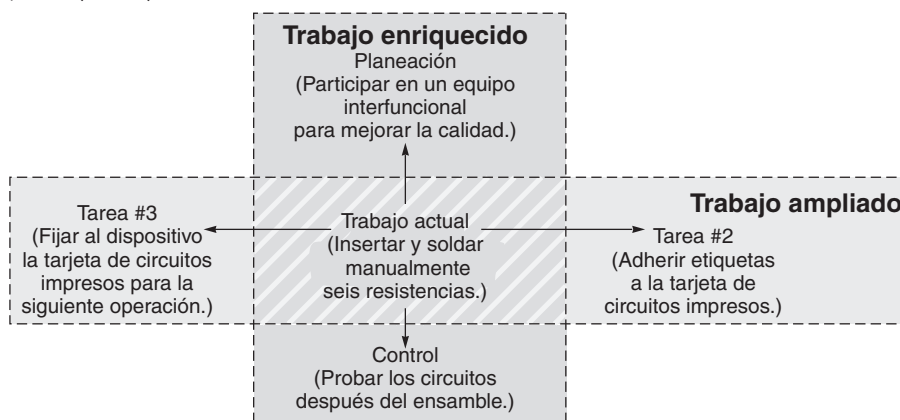 Trabajo enriquecido
Planeación
(Participar en un equipo
interfuncional
para mejorar la calidad.)
Trabajo ampliado
Tarea #3
(Fijar al dispositivo
la tarjeta de circuitos
impresos para la
siguiente operación.)
Trabajo actual
(Insertar y soldar
manualmente
seis resistencias.)
Tarea #2
(Adherir etiquetas
a la tarjeta de
circuitos impresos.)
Control
(Probar los circuitos
después del ensamble.)